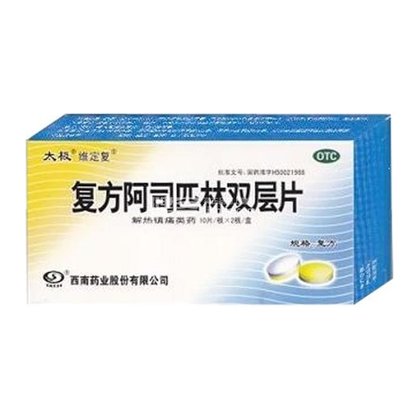 太极® 维定复®
OTC
批准文号：国药准字H50021966
复方阿司匹林双层片
解热镇痛类药 10片/板×2板/盒
规格 复方
西南药业股份有限公司